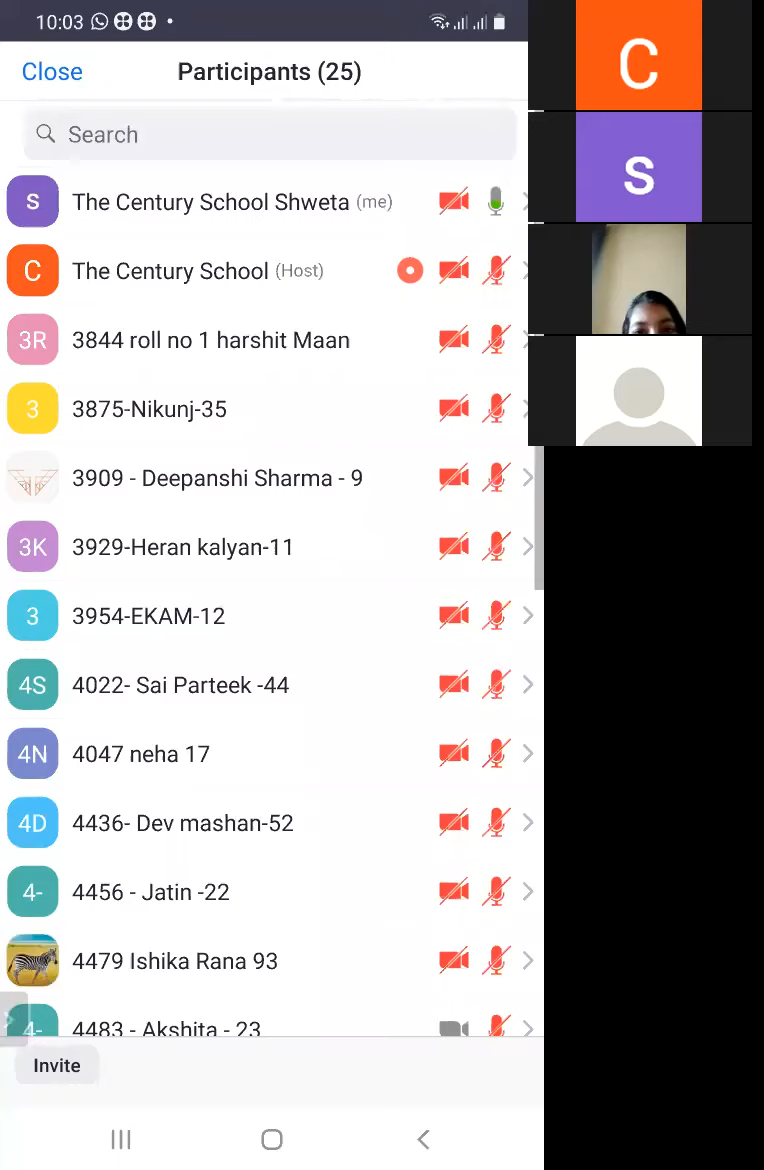 10:03
Close
Participants (25)
Search
S
The Century School Shweta (me)
C
The Century School (Host)
3R
3844 roll no 1 harshit Maan
3
3875-Nikunj-35
3909 - Deepanshi Sharma - 9
3K
3929-Heran kalyan-11
3
3954-EKAM-12
4S
4022- Sai Parteek -44
4N
4047 neha 17
4D
4436- Dev mashan-52
4-
4456 - Jatin -22
4479 Ishika Rana 93
4-
4483 - Akshita - 23
Invite
C
S